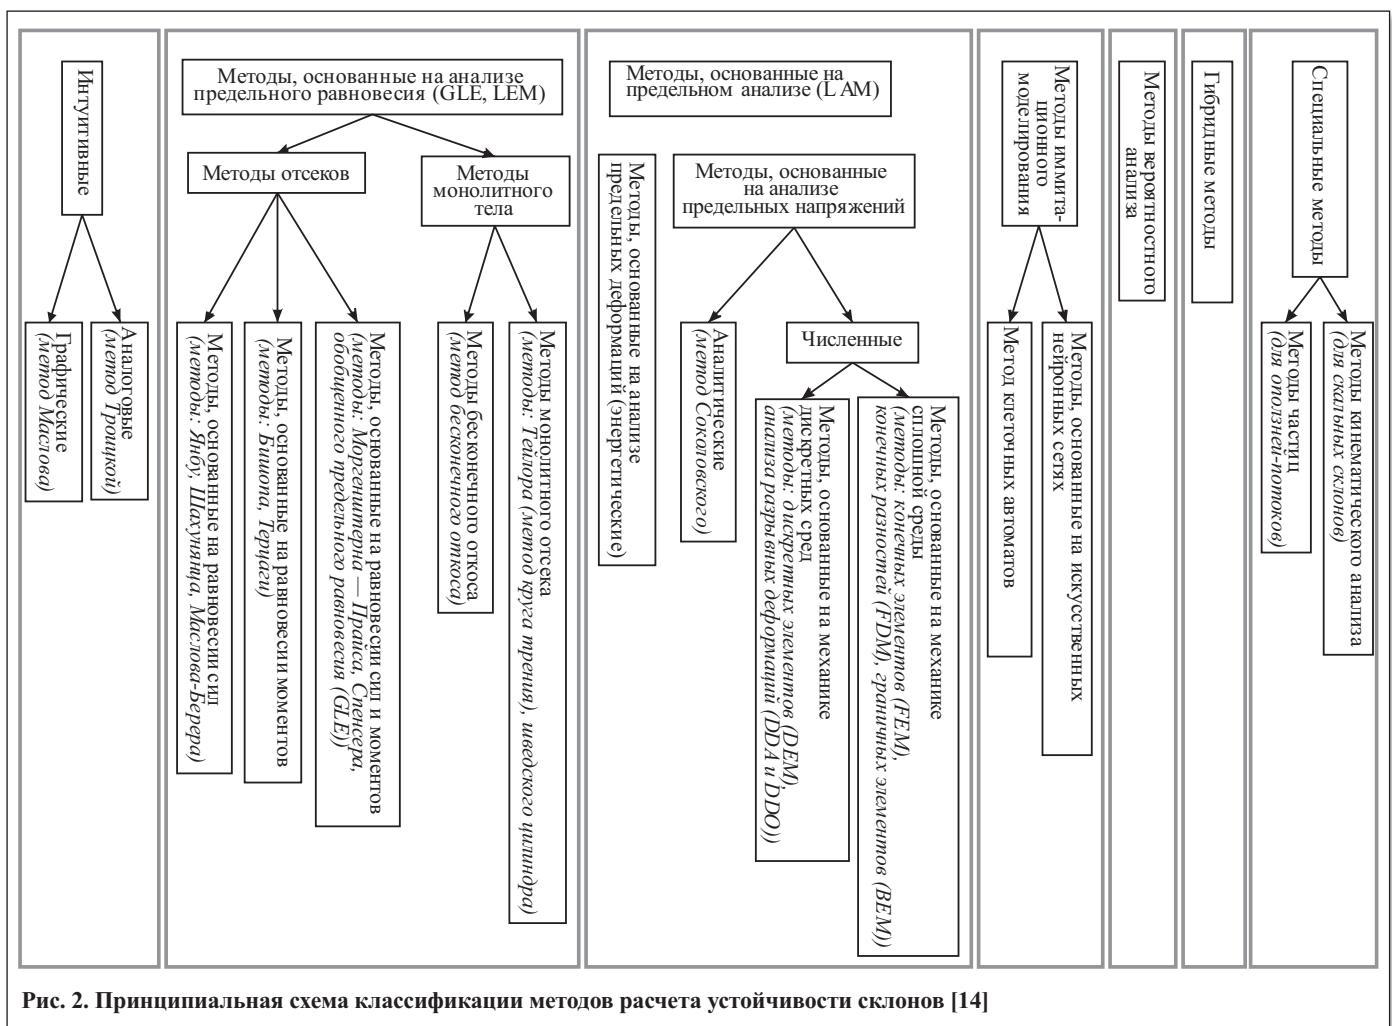 Интуитивные
Графические
(метод Маслова)
Аналоговые
(метод Троицкой)
Методы, основанные на анализе
предельного равновесия (GLE, LEM)
Методы отсеков
Методы
монолитного
тела
Методы, основанные на равновесии сил
(методы: Янбу, Шахунянца, Маслова-Берера)
Методы, основанные на равновесии моментов
(методы: Бишопа, Терцаги)
Методы, основанные на равновесии сил и моментов
(методы: Моргенштерна — Прайса, Спенсера,
обобщенного предельного равновесия (GLE))
Методы бесконечного откоса
(метод бесконечного откоса)
Методы монолитного отсека
(методы: Тейлора (метод круга трения), шведского цилиндра)
Методы, основанные на
предельном анализе (LAM)
Методы, основанные на анализе
предельных деформаций (энергетические)
Методы, основанные
на анализе
предельных напряжений
Аналитические
(метод Соколовского)
Численные
Методы, основанные на механике
дискретных сред
(методы: дискретных элементов (DEM),
анализа разрывных деформаций (DDA и DDO))
Методы, основанные на механике
сплошной среды
(методы: конечных элементов (FEM),
конечных разностей (FDM), граничных элементов (BEM))
Методы иммита-
ционного
моделирования
Метод клеточных автоматов
Методы, основанные на искусственных
нейронных сетях
Методы вероятностного
анализа
Гибридные методы
Специальные методы
Методы частиц
(для оползней-потоков)
Методы кинематического анализа
(для скальных склонов)
Рис. 2. Принципиальная схема классификации методов расчета устойчивости склонов [14]